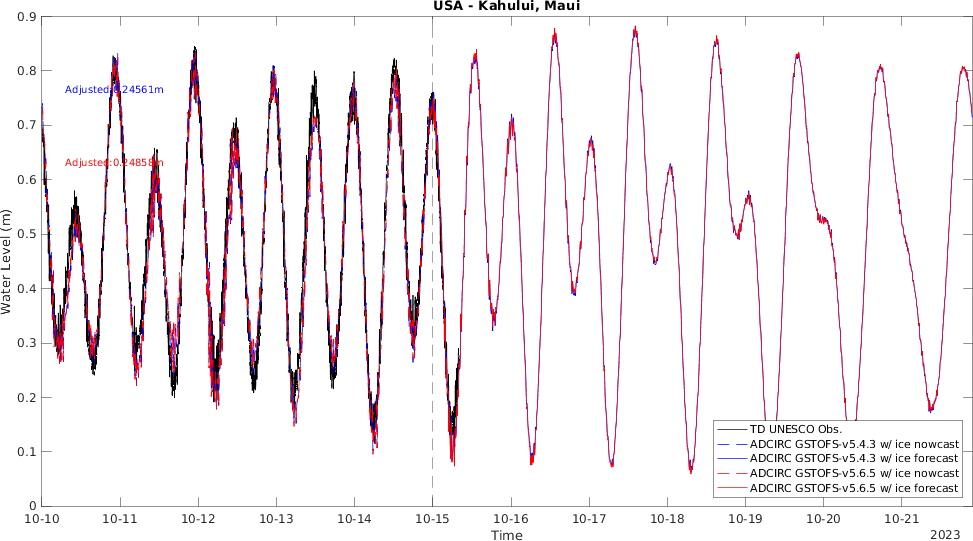 USA - Kahului, Maui
0.9
0.8
0.7
0.6
0.5
0.4
0.3
0.2
0.1
0
Water Level (m)
Adjusted:0.24561m
Adjusted:0.24858m
TD UNESCO Obs.
ADCIRC GSTOFS-v5.4.3 w/ ice nowcast
ADCIRC GSTOFS-v5.4.3 w/ ice forecast
ADCIRC GSTOFS-v5.6.5 w/ ice nowcast
ADCIRC GSTOFS-v5.6.5 w/ ice forecast
10-10 10-11 10-12 10-13 10-14 10-15 10-16 10-17 10-18 10-19 10-20 10-21
Time
2023